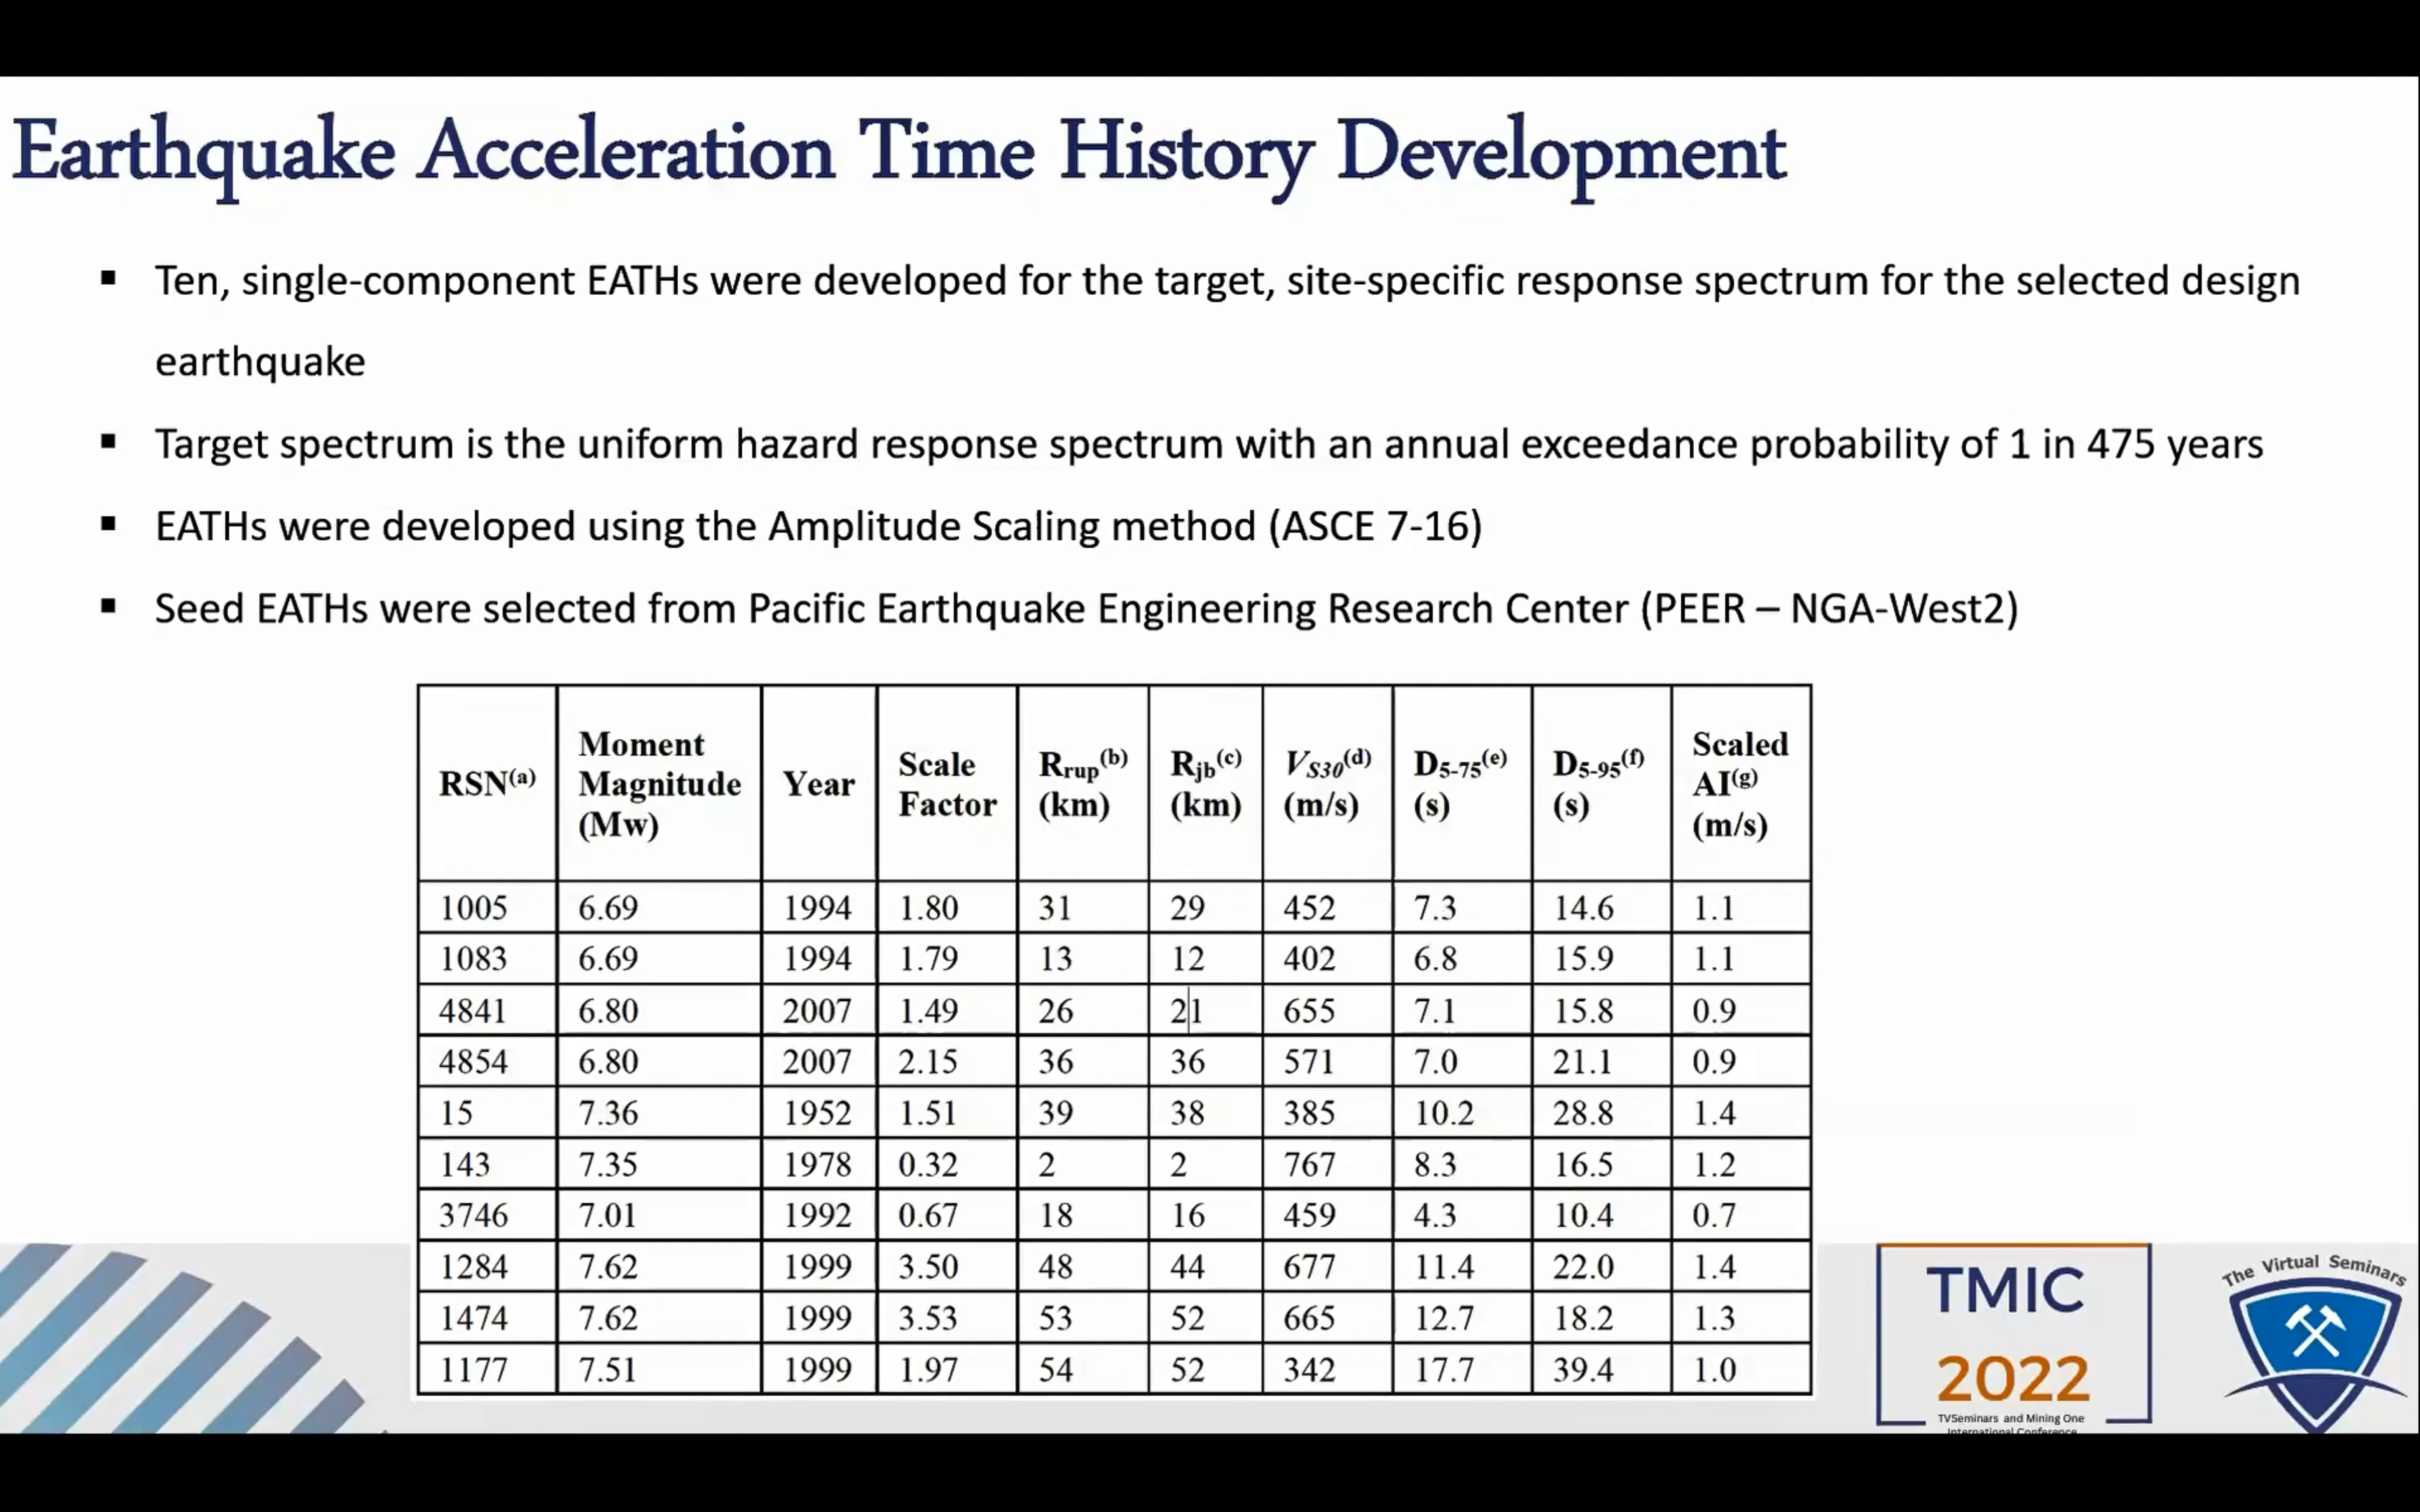 Earthquake Acceleration Time History Development
▪ Ten, single-component EATHs were developed for the target, site-specific response spectrum for the selected design
earthquake
▪ Target spectrum is the uniform hazard response spectrum with an annual exceedance probability of 1 in 475 years
▪ EATHs were developed using the Amplitude Scaling method (ASCE 7-16)
▪ Seed EATHs were selected from Pacific Earthquake Engineering Research Center (PEER – NGA-West2)
RSN(a) Moment Magnitude (Mw) Year Scale Factor Rrup(b) (km) Rjb(c) (km) VS30(d) (m/s) D5-75(e) (s) D5-95(f) (s) Scaled AI(g) (m/s)
1005 6.69 1994 1.80 31 29 452 7.3 14.6 1.1
1083 6.69 1994 1.79 13 12 402 6.8 15.9 1.1
4841 6.80 2007 1.49 26 21 655 7.1 15.8 0.9
4854 6.80 2007 2.15 36 36 571 7.0 21.1 0.9
15 7.36 1952 1.51 39 38 385 10.2 28.8 1.4
143 7.35 1978 0.32 2 2 767 8.3 16.5 1.2
3746 7.01 1992 0.67 18 16 459 4.3 10.4 0.7
1284 7.62 1999 3.50 48 44 677 11.4 22.0 1.4
1474 7.62 1999 3.53 53 52 665 12.7 18.2 1.3
1177 7.51 1999 1.97 54 52 342 17.7 39.4 1.0
TMIC
2022
TVSeminars and Mining One
International Conference
The Virtual Seminars